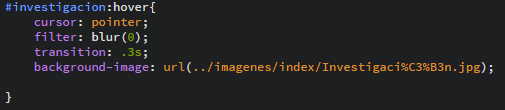 #investigacion:hover{
cursor: pointer;
filter: blur(0);
transition: .3s;
background-image: url(../imagenes/index/Investigaci%C3%B3n.jpg);
}